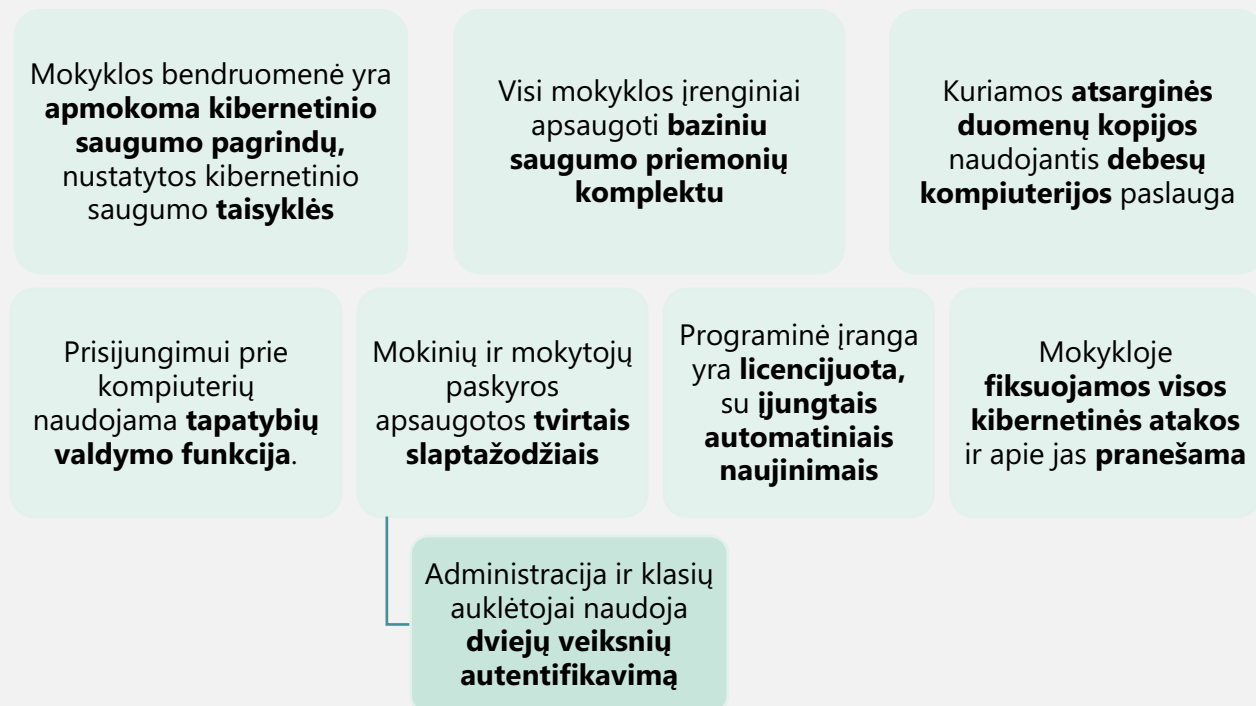 Mokyklos bendruomenė yra
apmokoma kibernetinio
saugumo pagrindų,
nustatytos kibernetinio
saugumo taisyklės
Visi mokyklos įrenginiai
apsaugoti baziniu
saugumo priemonių
komplektu
Kuriamos atsarginės
duomenų kopijos
naudojantis debesų
kompiuterijos paslauga
Prisijungimui prie
kompiuterių
naudojama tapatybių
valdymo funkcija.
Mokinių ir mokytojų
paskyros
apsaugotos tvirtais
slaptažodžiais
Programinė įranga
yra licencijuota,
su įjungtais
automatiniais
naujinimais
Mokykloje
fiksuojamos visos
kibernetinės atakos
ir apie jas pranešama
Administracija ir klasių
auklėtojai naudoja
dviejų veiksnių
autentifikavimą